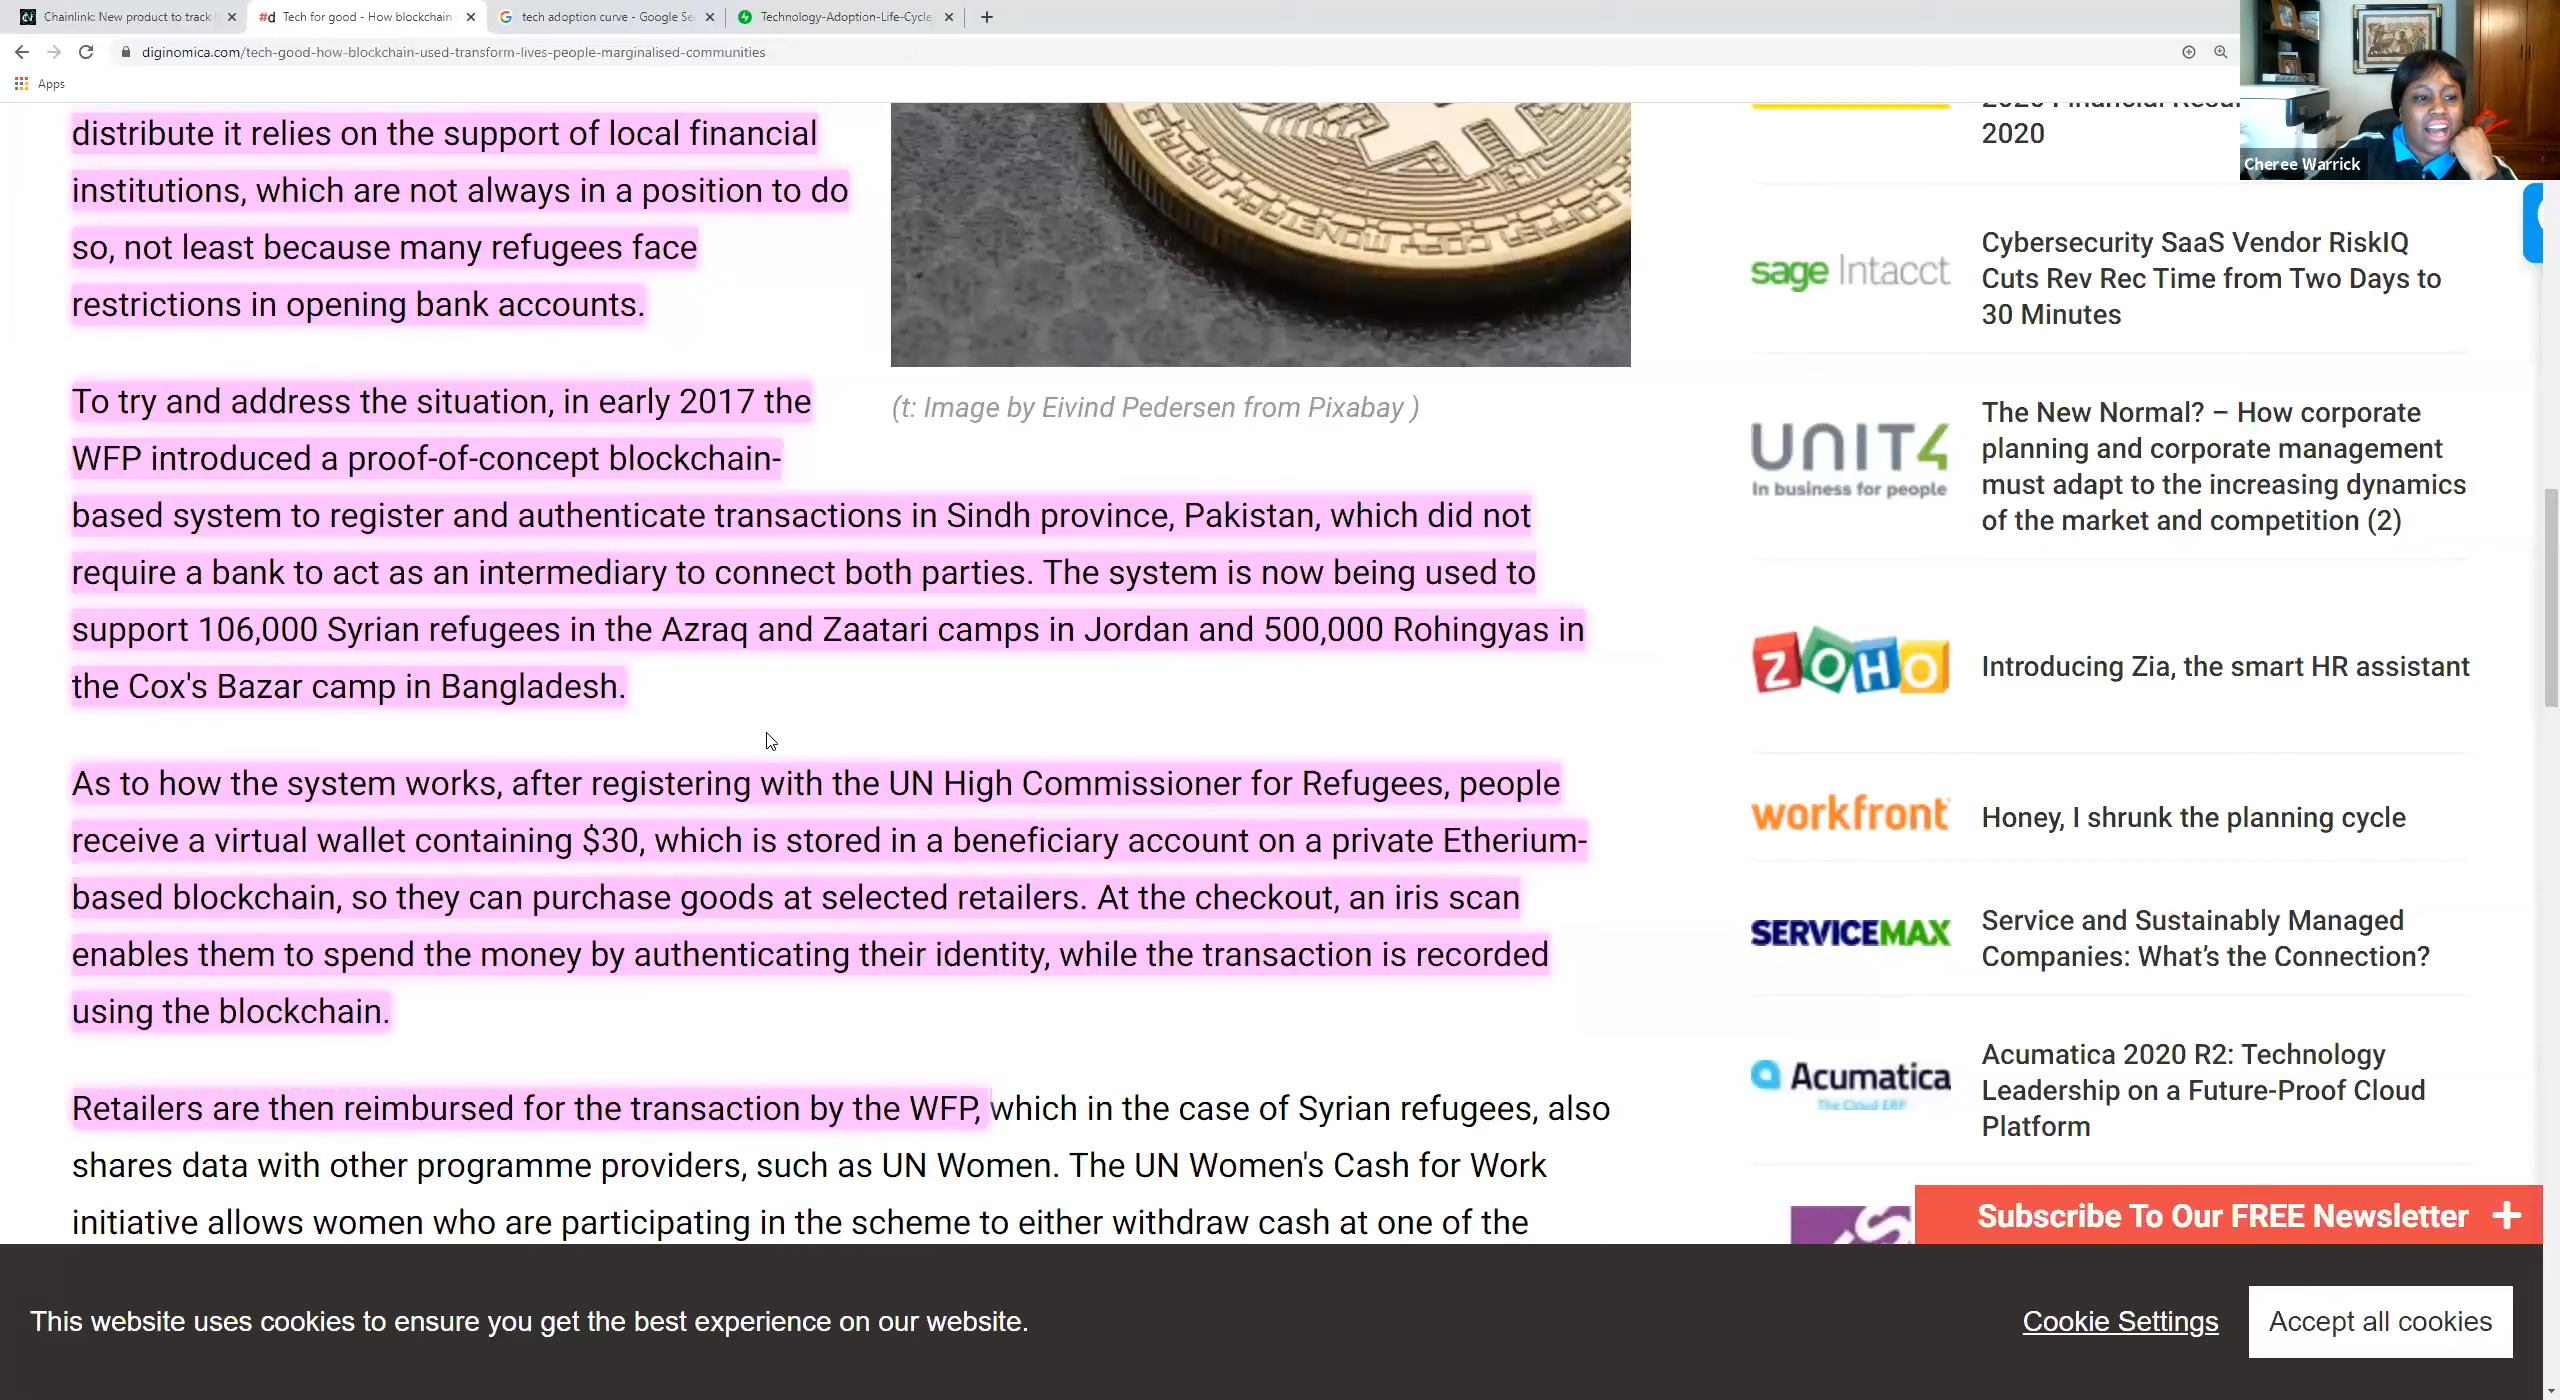 Chainlink: New product to track
#d Tech for good - How blockchain
tech adoption curve - Google Se
Technology-Adoption-Life-Cycle
diginomica.com/tech-good-how-blockchain-used-transform-lives-people-marginalised-communities
Apps
Cheree Warrick
distribute it relies on the support of local financial
institutions, which are not always in a position to do
so, not least because many refugees face
restrictions in opening bank accounts.
(t: Image by Eivind Pedersen from Pixabay )
To try and address the situation, in early 2017 the
WFP introduced a proof-of-concept blockchain-
based system to register and authenticate transactions in Sindh province, Pakistan, which did not
require a bank to act as an intermediary to connect both parties. The system is now being used to
support 106,000 Syrian refugees in the Azraq and Zaatari camps in Jordan and 500,000 Rohingyas in
the Cox's Bazar camp in Bangladesh.
As to how the system works, after registering with the UN High Commissioner for Refugees, people
receive a virtual wallet containing $30, which is stored in a beneficiary account on a private Etherium-
based blockchain, so they can purchase goods at selected retailers. At the checkout, an iris scan
enables them to spend the money by authenticating their identity, while the transaction is recorded
using the blockchain.
Retailers are then reimbursed for the transaction by the WFP, which in the case of Syrian refugees, also
shares data with other programme providers, such as UN Women. The UN Women's Cash for Work
initiative allows women who are participating in the scheme to either withdraw cash at one of the
2020 Financial
2020
sage Intacct
Cybersecurity SaaS Vendor RiskIQ
Cuts Rev Rec Time from Two Days to
30 Minutes
UNIT4
In business for people
The New Normal? – How corporate
planning and corporate management
must adapt to the increasing dynamics
of the market and competition (2)
ZOHO
Introducing Zia, the smart HR assistant
workfront
Honey, I shrunk the planning cycle
SERVICEMAX
Service and Sustainably Managed
Companies: What's the Connection?
Acumatica
The Cloud ERP
Acumatica 2020 R2: Technology
Leadership on a Future-Proof Cloud
Platform
Subscribe To Our FREE Newsletter +
This website uses cookies to ensure you get the best experience on our website.
Cookie Settings
Accept all cookies